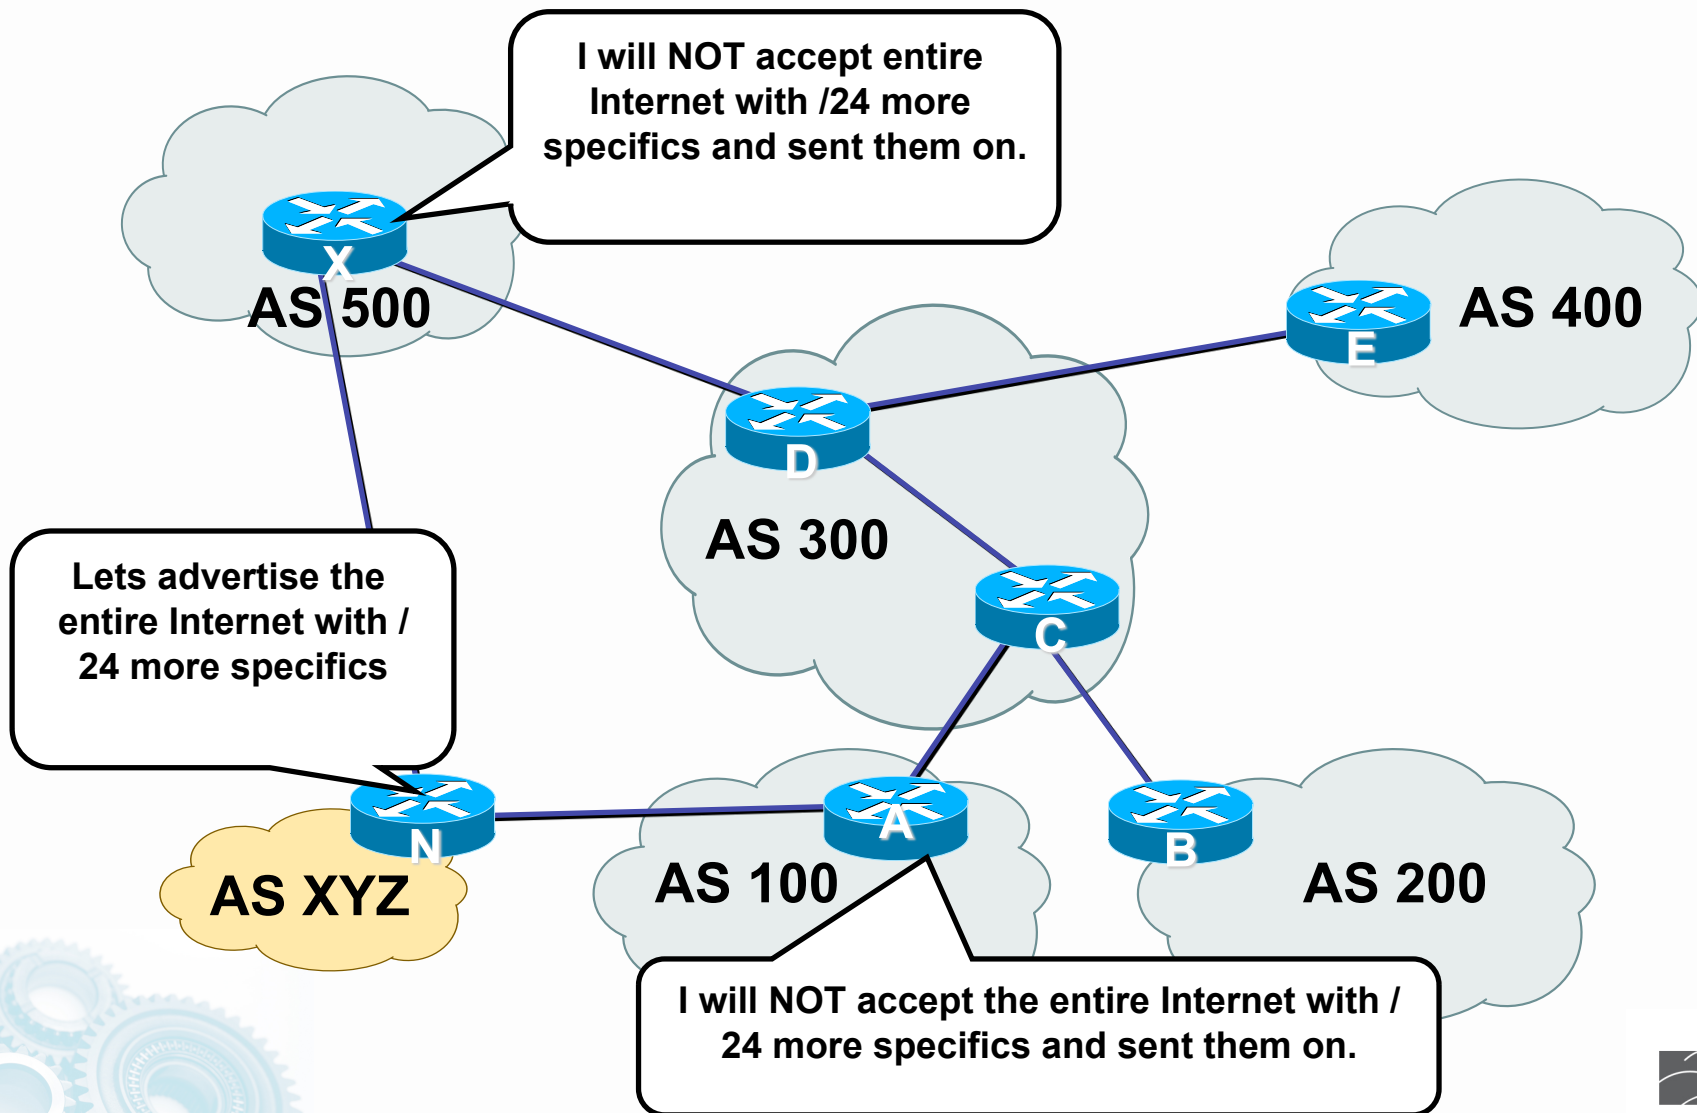 I will NOT accept entire
Internet with /24 more
specifics and sent them on.
X
AS 500
E
AS 400
D
AS 300
Lets advertise the
entire Internet with /
24 more specifics
C
N
AS XYZ
A
AS 100
B
AS 200
I will NOT accept the entire Internet with /
24 more specifics and sent them on.